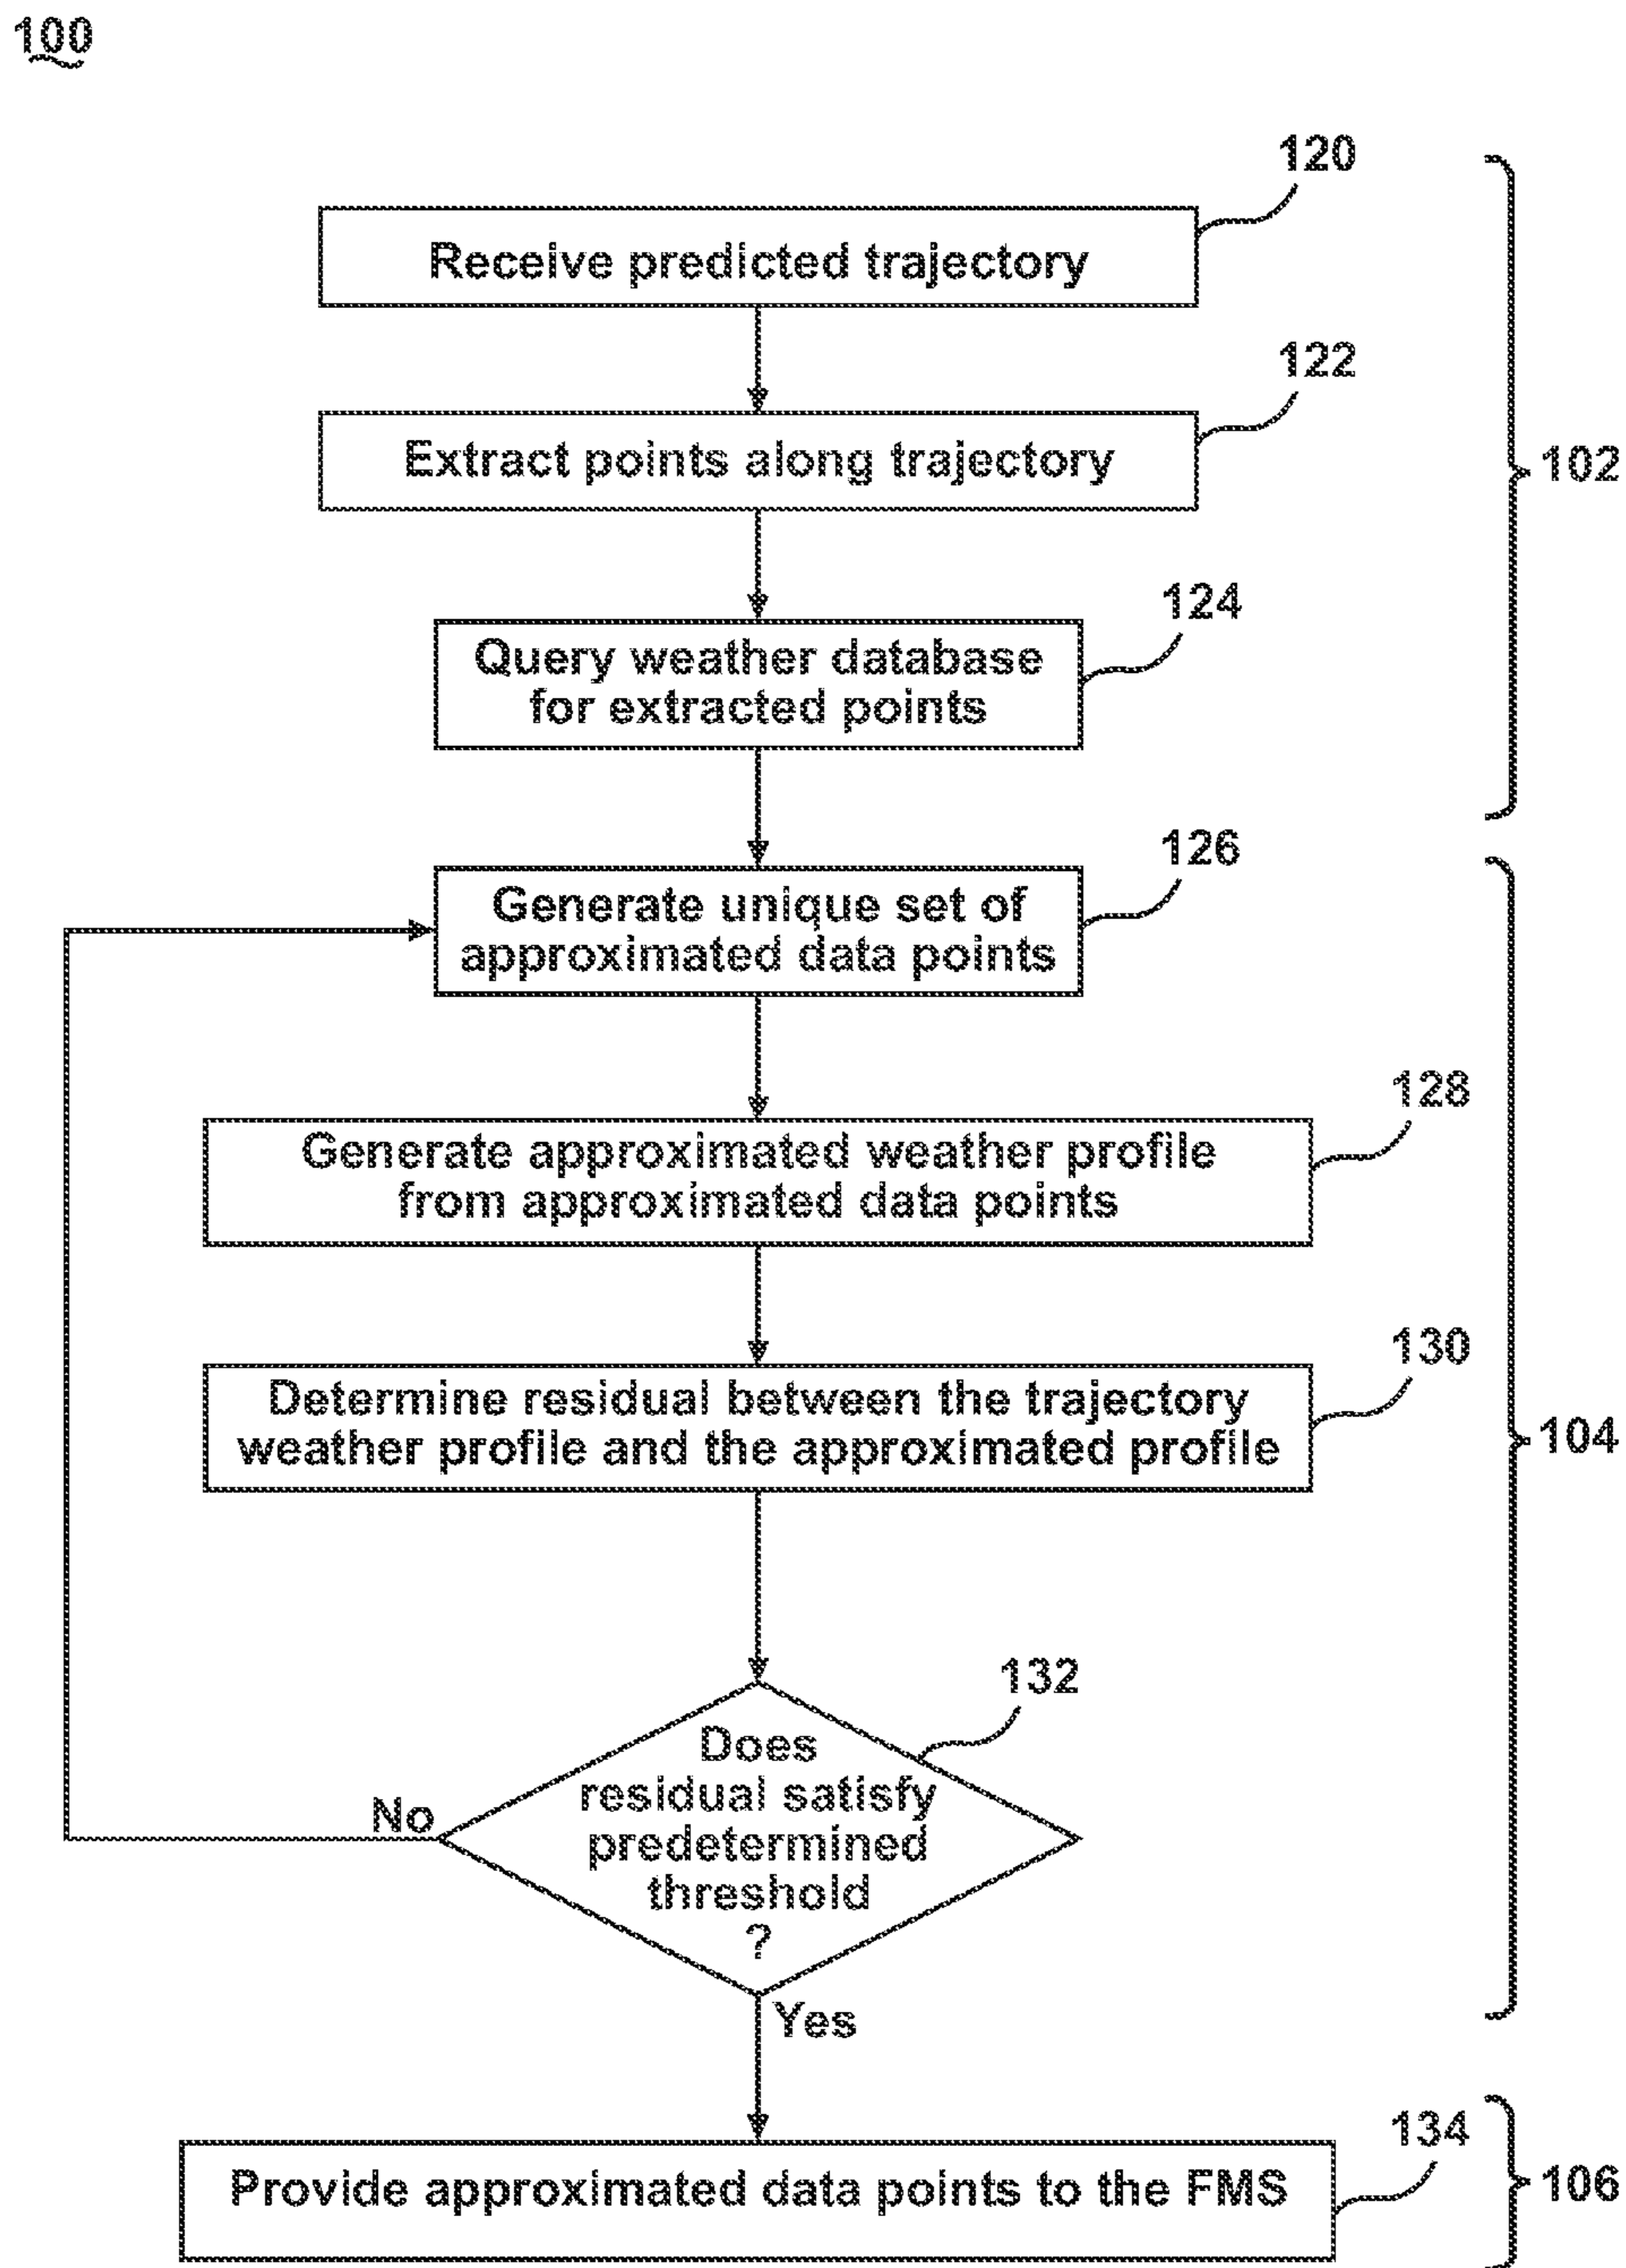 100
120
Receive predicted trajectory
122
Extract points along trajectory
102
124
Query weather database
for extracted points
126
Generate unique set of
approximated data points
128
Generate approximated weather profile
from approximated data points
130
Determine residual between the trajectory
weather profile and the approximated profile
104
132
Does
residual satisfy
predetermined
threshold
?
No
Yes
134
Provide approximated data points to the FMS
106